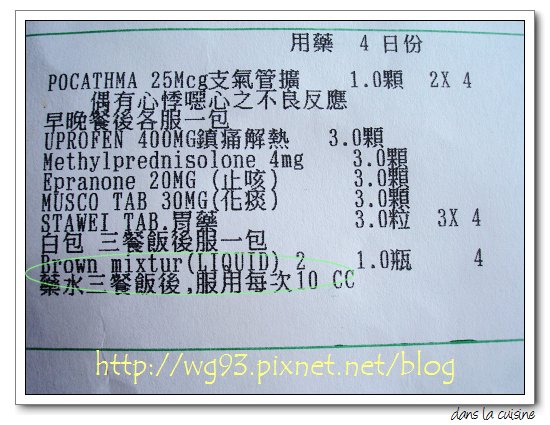 用藥 4 日份
POCATHMA 25Mcg支氣管擴 1.0顆 2X 4
偶有心悸噁心之不良反應
早晚餐後各服一包
UPROFEN 400MG鎮痛解熱 3.0顆
Methylprednisolone 4mg 3.0顆
Epranone 20MG (止咳) 3.0顆
MUSCO TAB 30MG(化痰) 3.0顆
STAWEI TAB.胃藥 3.0粒 3X 4
白包 三餐飯後服一包
Brown mixtur(LIQUID) 2 1.0瓶 4
藥水三餐飯後,服用每次10 CC
http://wg93.pixnet.net/blog
dans la cuisine